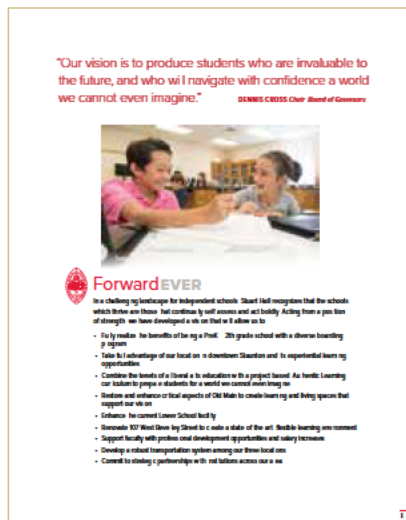 "Our vision is to produce students who are invaluable to
the future, and who wi l navigate with confidence a world
we cannot even imagine."
DENNIS CROSS Chair Board of Governors
Forward EVER
In a challeng ng landscape for independent schools Stuart Hall recognizes that the schools
which thrive are those hat continua ly self assess and act boldly Acting from a pos tion
of strength we have developed a vis on that w ll allow us to
• Fu ly realize he benefits of be ng a PreK 2th grade school with a diverse boarding
p ogram
• Take fu l advantage of our locat on n downtown Staunton and ts experiential learn ng
opportunities
• Combine the tenets of a l beral a ts education w th a project based Au hentic Learning
cur iculum to prepa e students for a world we cannot even imag ne
• Restore and enhance cr tical aspects of Old Main to create learn ng and living spaces that
support our vis on
• Enhance he current Lower School facil ty
• Renovate 107 West Beve ley Street to c eate a state of the art flexible learning env ronment
• Support faculty with profess onal development opportunities and salary increases
• Develop a robust transportation system among our three locat ons
• Commit to strateg c partnerships w th nst tutions across our a ea
1